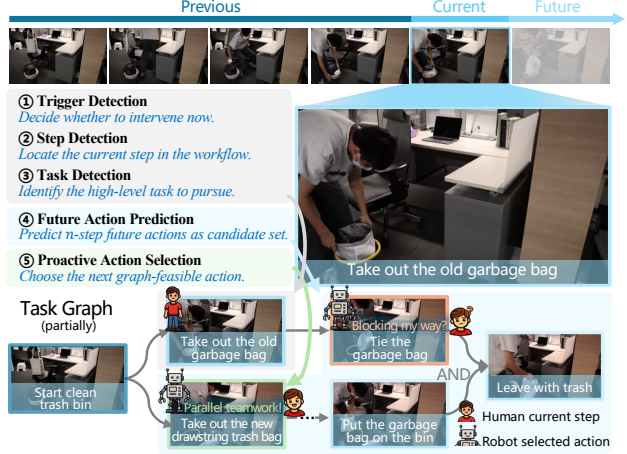 Previous
Current
Future
① Trigger Detection
Decide whether to intervene now.
② Step Detection
Locate the current step in the workflow.
③ Task Detection
Identify the high-level task to pursue.
④ Future Action Prediction
Predict n-step future actions as candidate set.
⑤ Proactive Action Selection
Choose the next graph-feasible action.
Take out the old garbage bag
Task Graph
(partially)
Start clean
trash bin
Take out the old
garbage bag
Blocking my way?
Tie the
garbage bag
Parallel teamwork!
Take out the new
drawstring trash bag
Put the garbage
bag on the bin
AND
Leave with trash
Human current step
Robot selected action